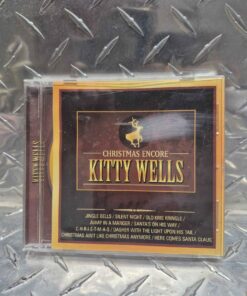 CHRISTMAS ENCORE
KITTY WELLS
JINGLE BELLS / SILENT NIGHT / OLD KRIS KRINGLE /
AWAY IN A MANGER / SANTA'S ON HIS WAY /
C-H-R-I-S-T-M-A-S / DASHER WITH THE LIGHT UPON HIS TAIL /
CHRISTMAS AIN'T LIKE CHRISTMAS ANYMORE / HERE COMES SANTA CLAUS
KITTY WELLS